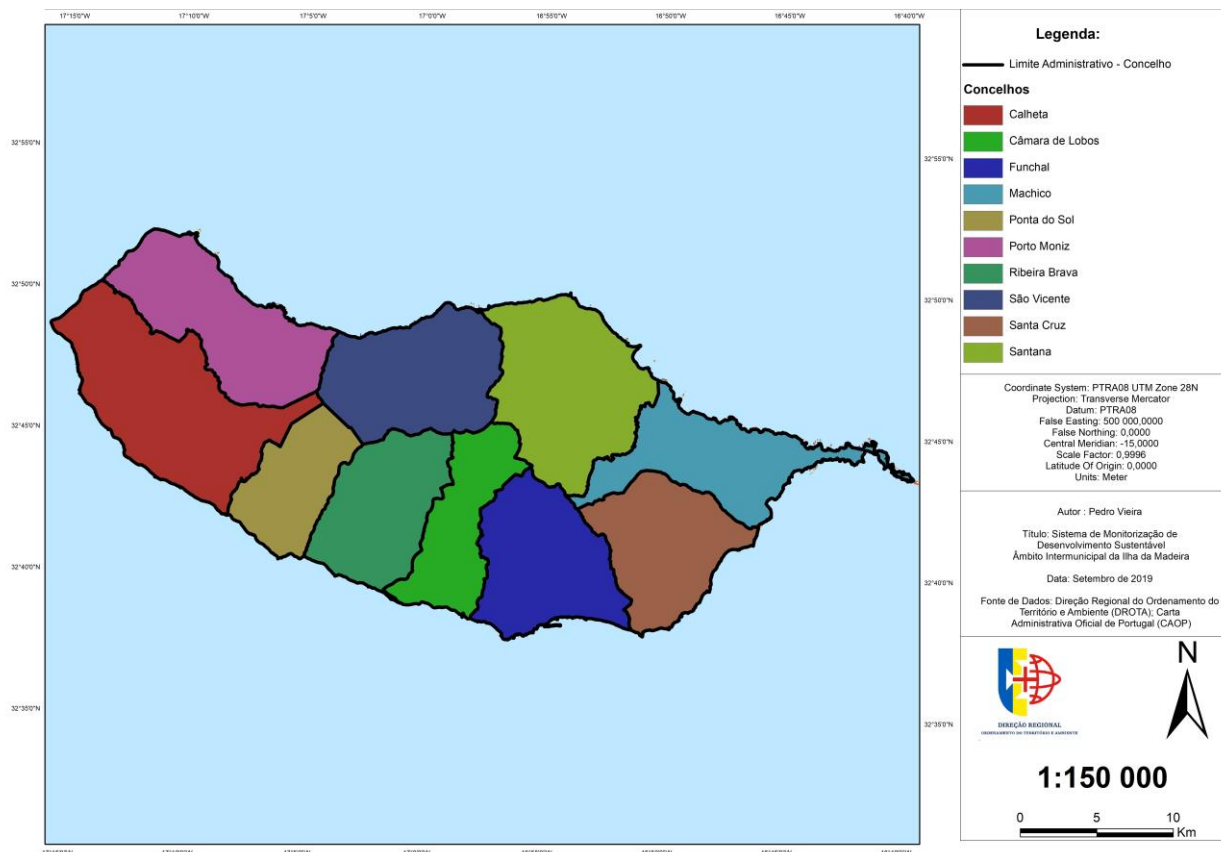 17°15'0"W 17°10'0"W 17°5'0"W 17°0'0"W 16°55'0"W 16°50'0"W 16°45'0"W 16°40'0"W
32°55'0"N
32°50'0"N
32°45'0"N
32°40'0"N
32°35'0"N
32°55'0"N
32°50'0"N
32°45'0"N
32°40'0"N
32°35'0"N
Legenda:
Limite Administrativo - Concelho
Concelhos
Calheta
Câmara de Lobos
Funchal
Machico
Ponta do Sol
Porto Moniz
Ribeira Brava
São Vicente
Santa Cruz
Santana
Coordinate System: PTRA08 UTM Zone 28N
Projection: Transverse Mercator
Datum: PTRA08
False Easting: 500 000,0000
False Northing: 0,0000
Central Meridian: -15,0000
Scale Factor: 0,9996
Latitude Of Origin: 0,0000
Units: Meter
Autor : Pedro Vieira
Título: Sistema de Monitorização de
Desenvolvimento Sustentável
Âmbito Intermunicipal da Ilha da Madeira
Data: Setembro de 2019
Fonte de Dados: Direção Regional do Ordenamento do
Território e Ambiente (DROTA); Carta
Administrativa Oficial de Portugal (CAOP)
DIREÇÃO REGIONAL
ORDENAMENTO DO TERRITÓRIO E AMBIENTE
N
1:150 000
0 5 10
Km